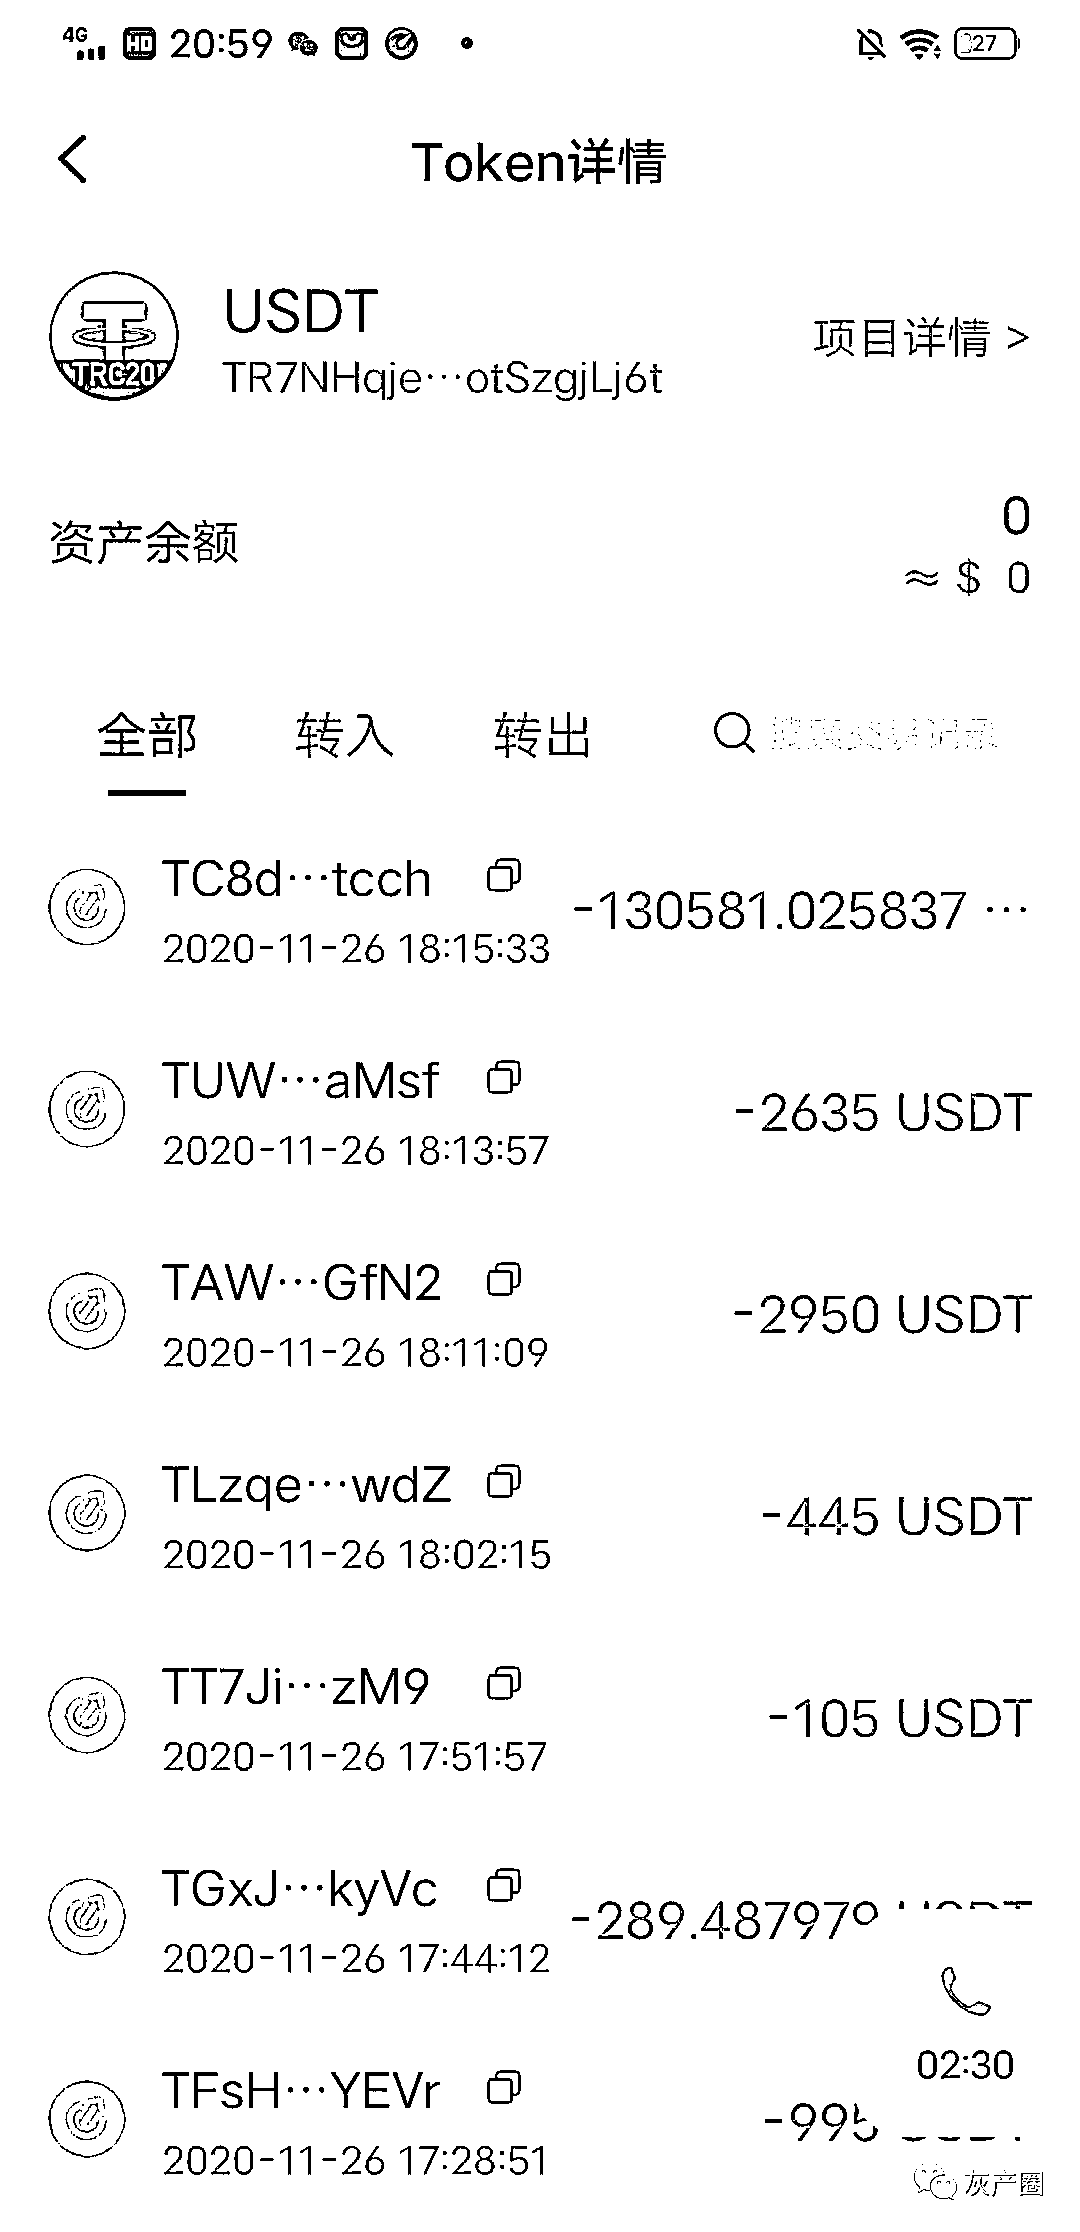 4G HD 20:59 27
Token详情
USDT
TR7NHqje···otSzgjLj6t
项目详情 >
TRC20
资产余额
0
≈ $ 0
全部 转入 转出
TC8d···tcch
-130581.025837 ···
2020-11-26 18:15:33
TUW···aMsf
-2635 USDT
2020-11-26 18:13:57
TAW···GfN2
-2950 USDT
2020-11-26 18:11:09
TLzqe···wdZ
-445 USDT
2020-11-26 18:02:15
TT7Ji···zM9
-105 USDT
2020-11-26 17:51:57
TGxJ···kyVc
-289.487979 USDT
2020-11-26 17:44:12
02:30
TFsH···YEVr
-995
2020-11-26 17:28:51
灰产圈